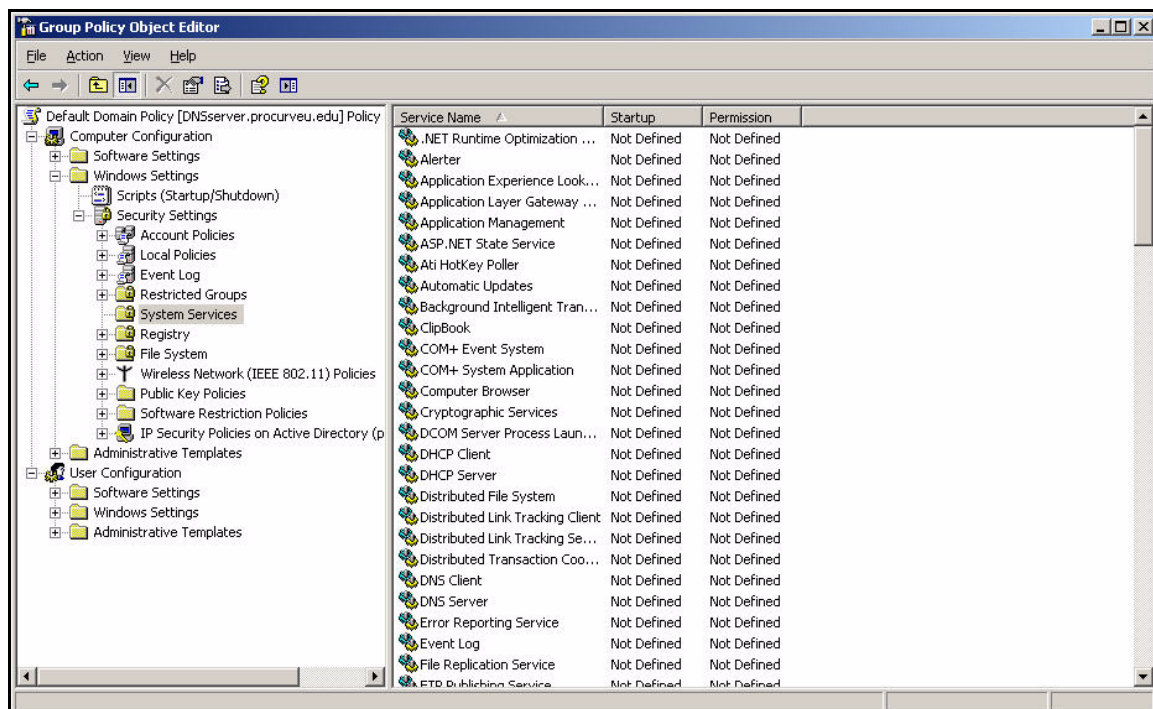 Group Policy Object Editor
File Action View Help
Default Domain Policy [DNSserver.procurveu.edu] Policy
Computer Configuration
Software Settings
Windows Settings
Scripts (Startup/Shutdown)
Security Settings
Account Policies
Local Policies
Event Log
Restricted Groups
System Services
Registry
File System
Wireless Network (IEEE 802.11) Policies
Public Key Policies
Software Restriction Policies
IP Security Policies on Active Directory (p
Administrative Templates
User Configuration
Software Settings
Windows Settings
Administrative Templates
Service Name Startup Permission
.NET Runtime Optimization ... Not Defined Not Defined
Alerter Not Defined Not Defined
Application Experience Look... Not Defined Not Defined
Application Layer Gateway ... Not Defined Not Defined
Application Management Not Defined Not Defined
ASP.NET State Service Not Defined Not Defined
Ati HotKey Poller Not Defined Not Defined
Automatic Updates Not Defined Not Defined
Background Intelligent Tran... Not Defined Not Defined
ClipBook Not Defined Not Defined
COM+ Event System Not Defined Not Defined
COM+ System Application Not Defined Not Defined
Computer Browser Not Defined Not Defined
Cryptographic Services Not Defined Not Defined
DCOM Server Process Laun... Not Defined Not Defined
DHCP Client Not Defined Not Defined
DHCP Server Not Defined Not Defined
Distributed File System Not Defined Not Defined
Distributed Link Tracking Client Not Defined Not Defined
Distributed Link Tracking Se... Not Defined Not Defined
Distributed Transaction Coo... Not Defined Not Defined
DNS Client Not Defined Not Defined
DNS Server Not Defined Not Defined
Error Reporting Service Not Defined Not Defined
Event Log Not Defined Not Defined
File Replication Service Not Defined Not Defined
FTP Publishing Service Not Defined Not Defined